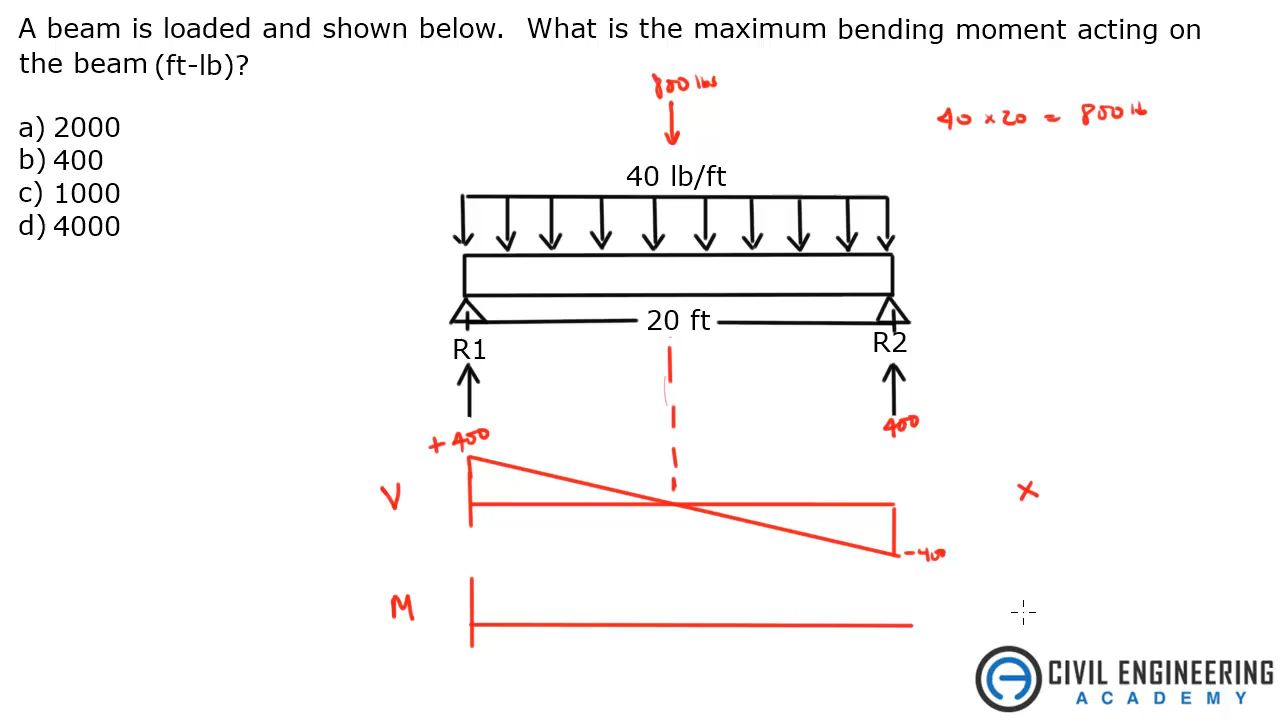 A beam is loaded and shown below. What is the maximum bending moment acting on
the beam (ft-lb)?
800 lbs
40 x 20 = 800 lb
a) 2000
b) 400
c) 1000
d) 4000
40 lb/ft
20 ft
R1
R2
+400
400
V
X
-400
M
CIVIL ENGINEERING
ACADEMY